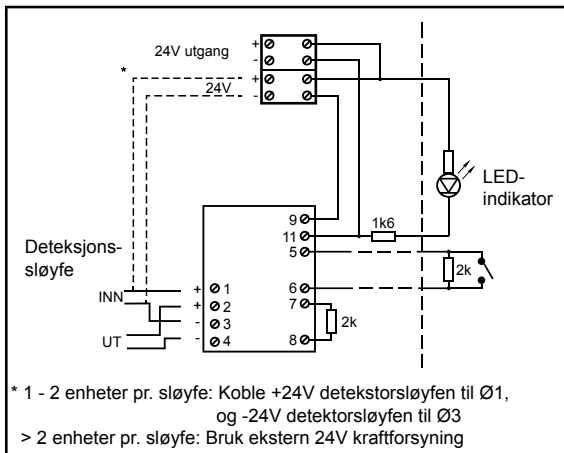 24V utgang
+
-
*
24V
+
-
LED-
indikator
9
11
1k6
Deteksjons-
sløyfe
5
+ 1
INN
+ 2
6
2k
- 3
7
UT
- 4
8
2k
* 1 - 2 enheter pr. sløyfe: Koble +24V detekstorsløyfen til Ø1,
og -24V detektorsløyfen til Ø3
> 2 enheter pr. sløyfe: Bruk ekstern 24V kraftforsyning